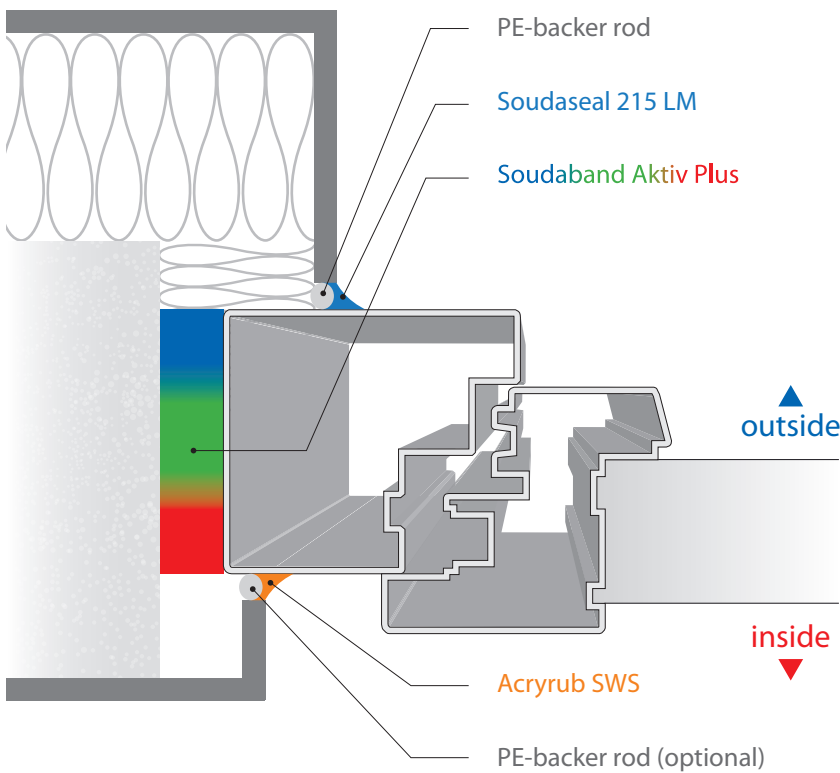 PE-backer rod
Soudaseal 215 LM
Soudaband Aktiv Plus
outside
inside
Acryrub SWS
PE-backer rod (optional)